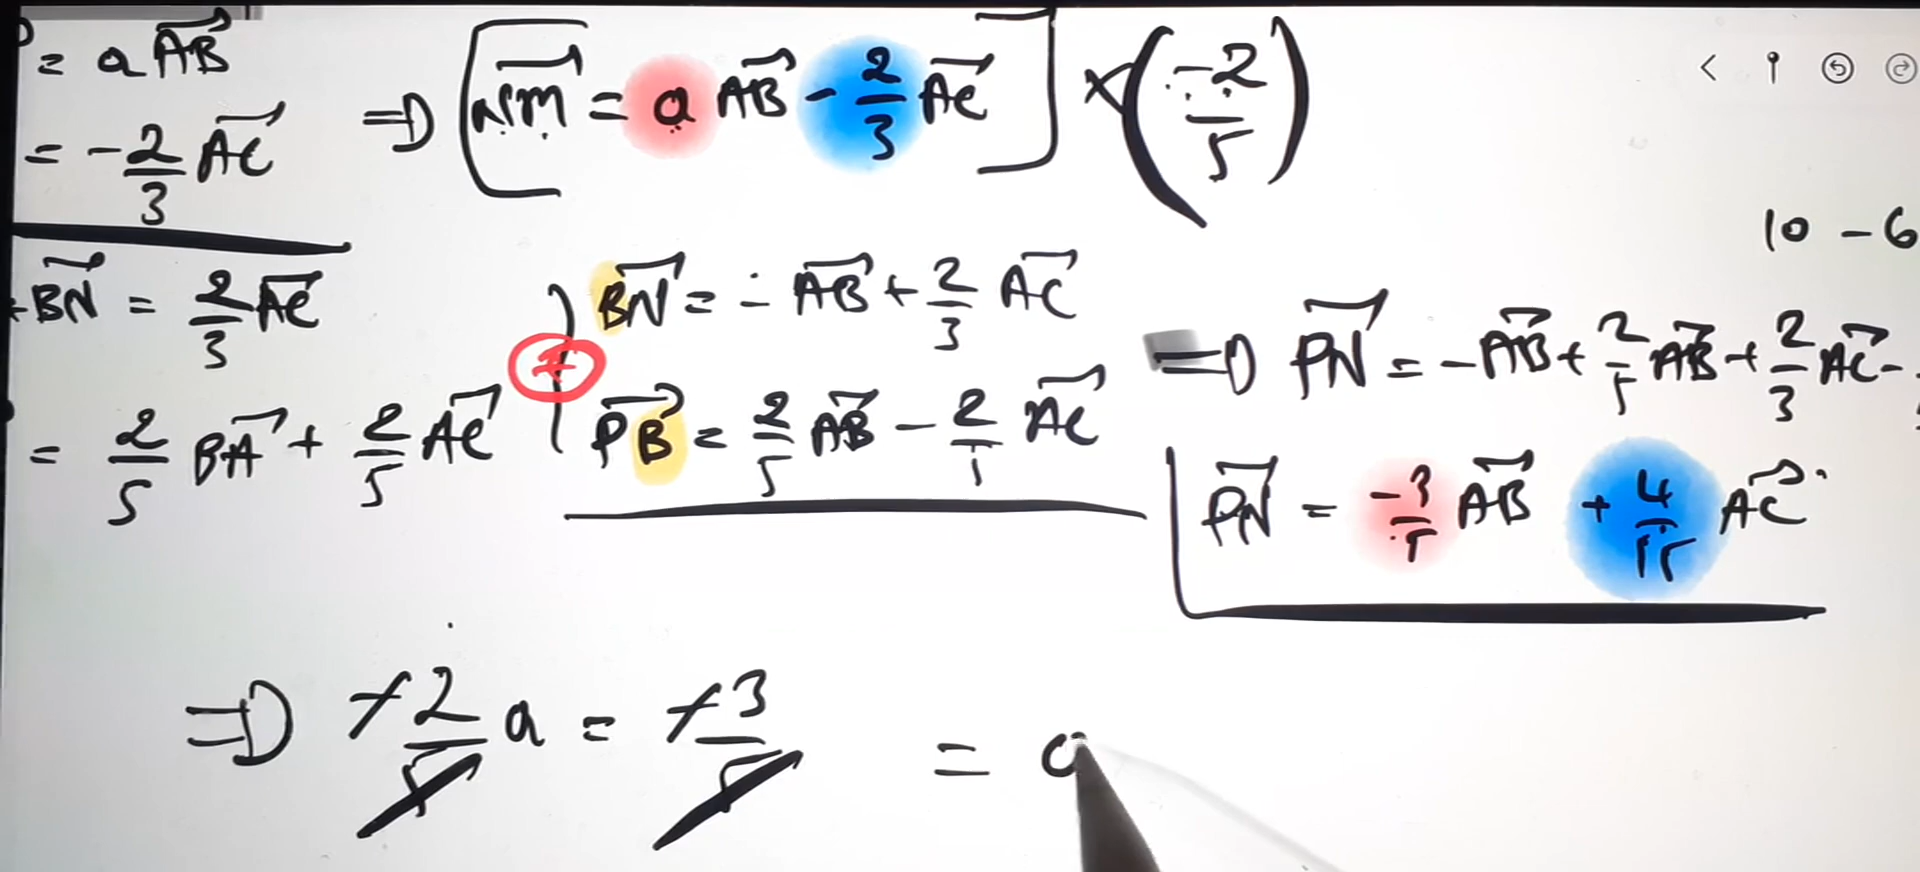 = a AB ⇒ [ NM = a AB - 2/3 AC ] × (-2/5)
= -2/3 AC
10 - 6
+BN = 2/3 AC
BN = - AB + 2/3 AC
+
PB = 2/5 AB - 2/5 AC
= 2/5 BA + 2/5 AC
⇒ PN = -AB + 2/5 AB + 2/3 AC -
PN = -3/5 AB + 4/15 AC
⇒ -2/5 a = -3/5 = a